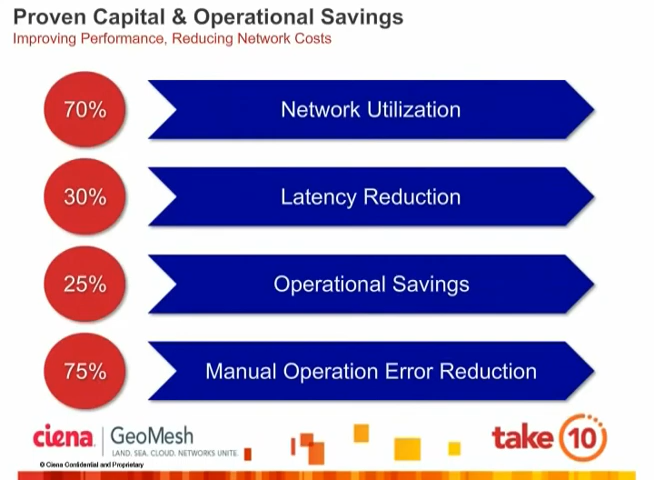 Proven Capital & Operational Savings
Improving Performance, Reducing Network Costs
70%
Network Utilization
30%
Latency Reduction
25%
Operational Savings
75%
Manual Operation Error Reduction
ciena GeoMesh
LAND. SEA. CLOUD. NETWORKS UNITE
take 10
© Ciena Confidential and Proprietary